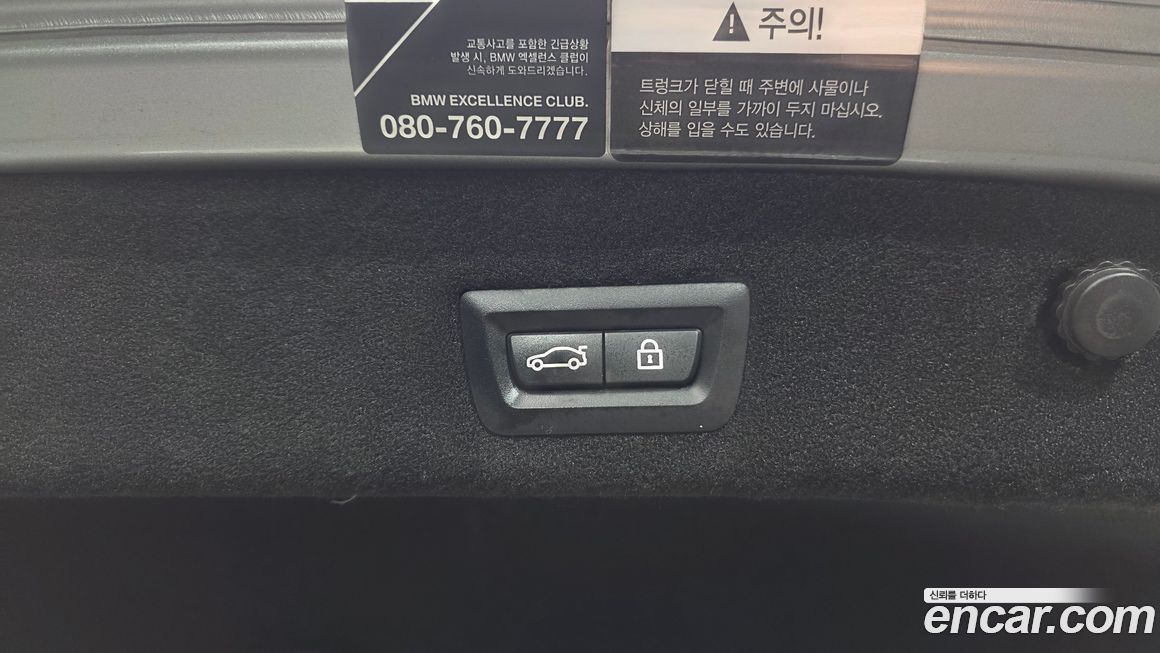 교통사고를 포함한 긴급상황
발생 시, BMW 엑셀런스 클럽이
신속하게 도와드리겠습니다.
BMW EXCELLENCE CLUB.
080-760-7777
주의!
트렁크가 닫힐 때 주변에 사물이나
신체의 일부를 가까이 두지 마십시오.
상해를 입을 수도 있습니다.
신뢰를 더하다
encar.com